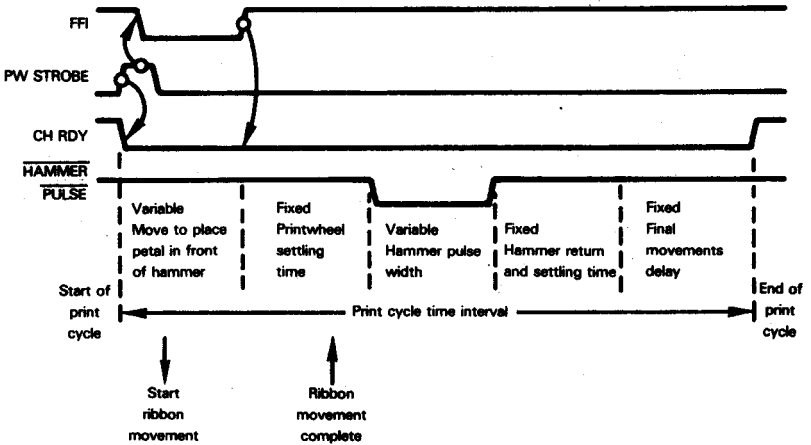 FFI
PW STROBE
CH RDY
HAMMER
PULSE
Variable
Move to place
petal in front
of hammer
Fixed
Printwheel
settling
time
Variable
Hammer pulse
width
Fixed
Hammer return
and settling time
Fixed
Final
movements
delay
Start of
print
cycle
Print cycle time interval
End of
print
cycle
Start
ribbon
movement
Ribbon
movement
complete